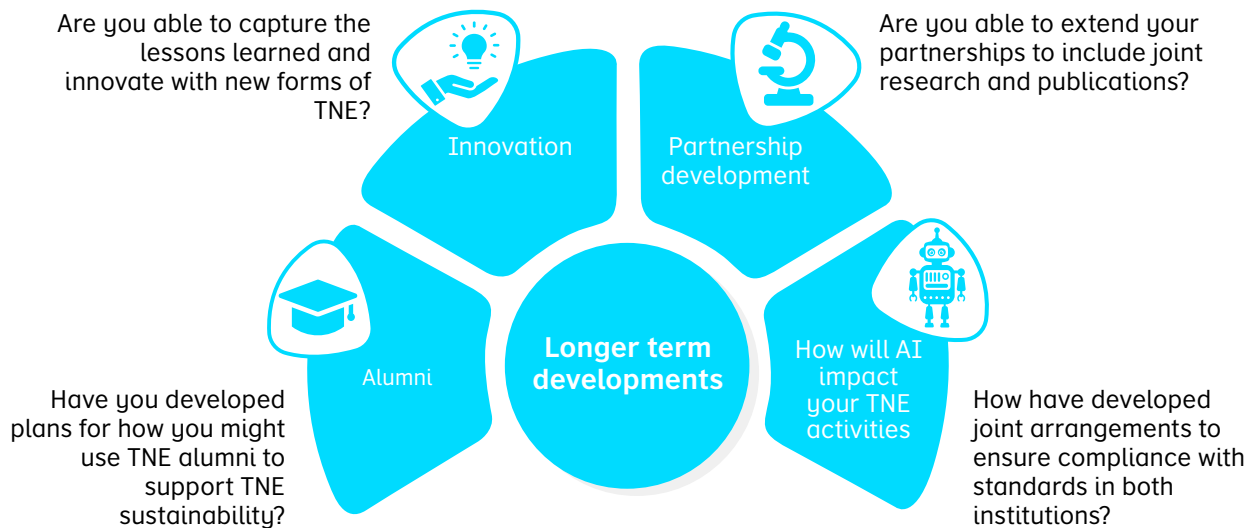 Are you able to capture the
lessons learned and
innovate with new forms of
TNE?
Are you able to extend your
partnerships to include joint
research and publications?
Innovation
Partnership
development
Longer term
developments
Alumni
How will AI
impact
your TNE
activities
Have you developed
plans for how you might
use TNE alumni to
support TNE
sustainability?
How have developed
joint arrangements to
ensure compliance with
standards in both
institutions?